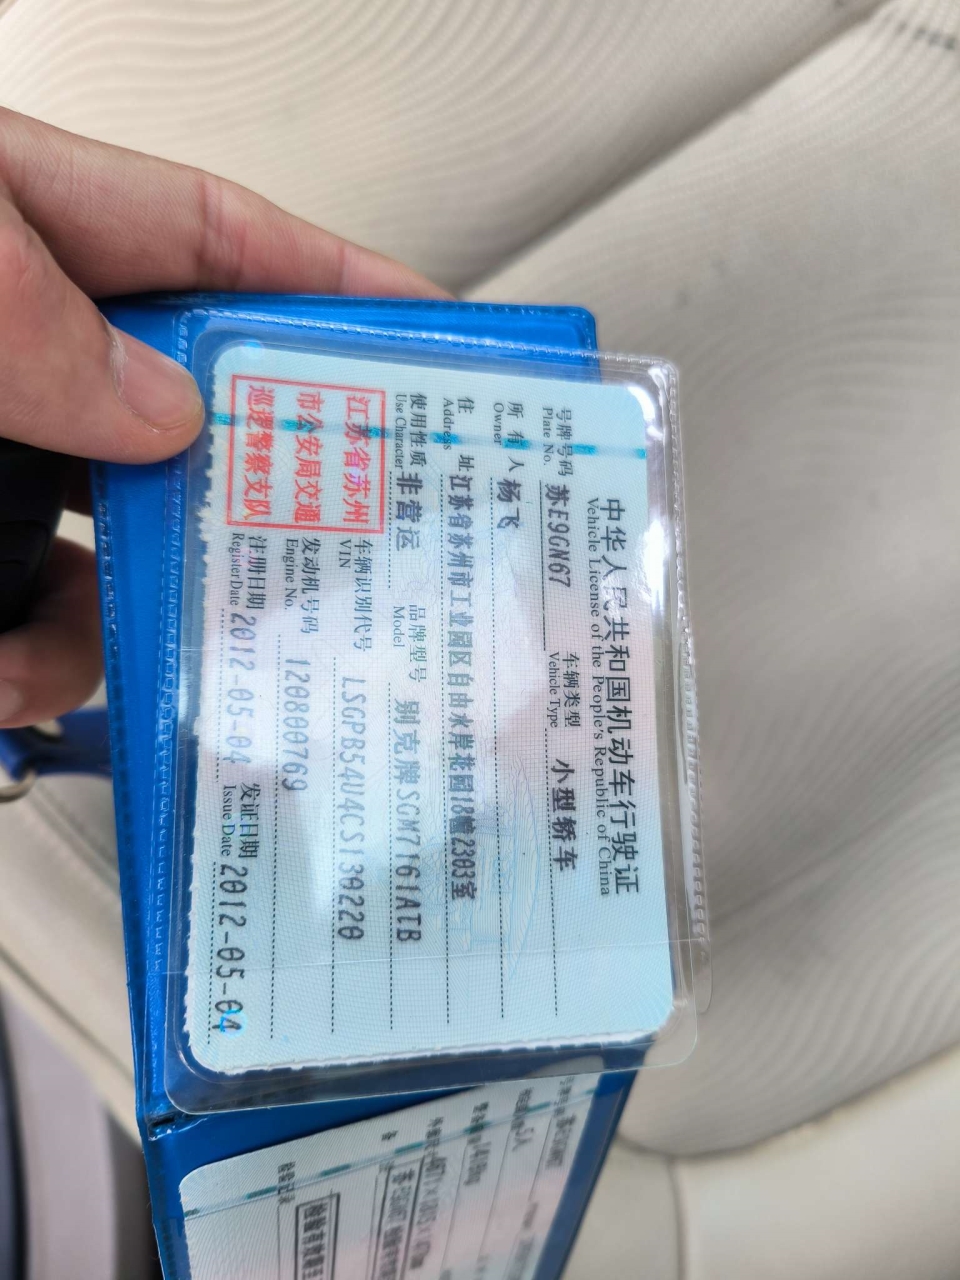 中华人民共和国机动车行驶证
Vehicle License of the People's Republic of China
号牌号码 苏E9GN67 车辆类型 小型轿车
Plate No. Vehicle Type
所有人 杨飞
Owner
住址 江苏省苏州市工业园区自由水岸花园18幢2303室
Address
使用性质 非营运 品牌型号 别克牌SGM7161ATB
Use Character Model
江苏省苏州
市公安局交通
巡逻警察支队
车辆识别代号 LSGPB54U4CS130220
VIN
发动机号码 120800769
Engine No.
注册日期 2012-05-04 发证日期 2012-05-04
Register Date Issue Date
5人
检验记录